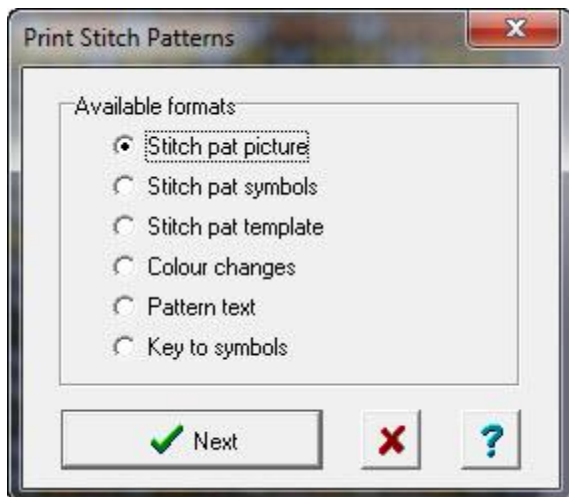 Print Stitch Patterns
Available formats
Stitch pat picture
Stitch pat symbols
Stitch pat template
Colour changes
Pattern text
Key to symbols
Next